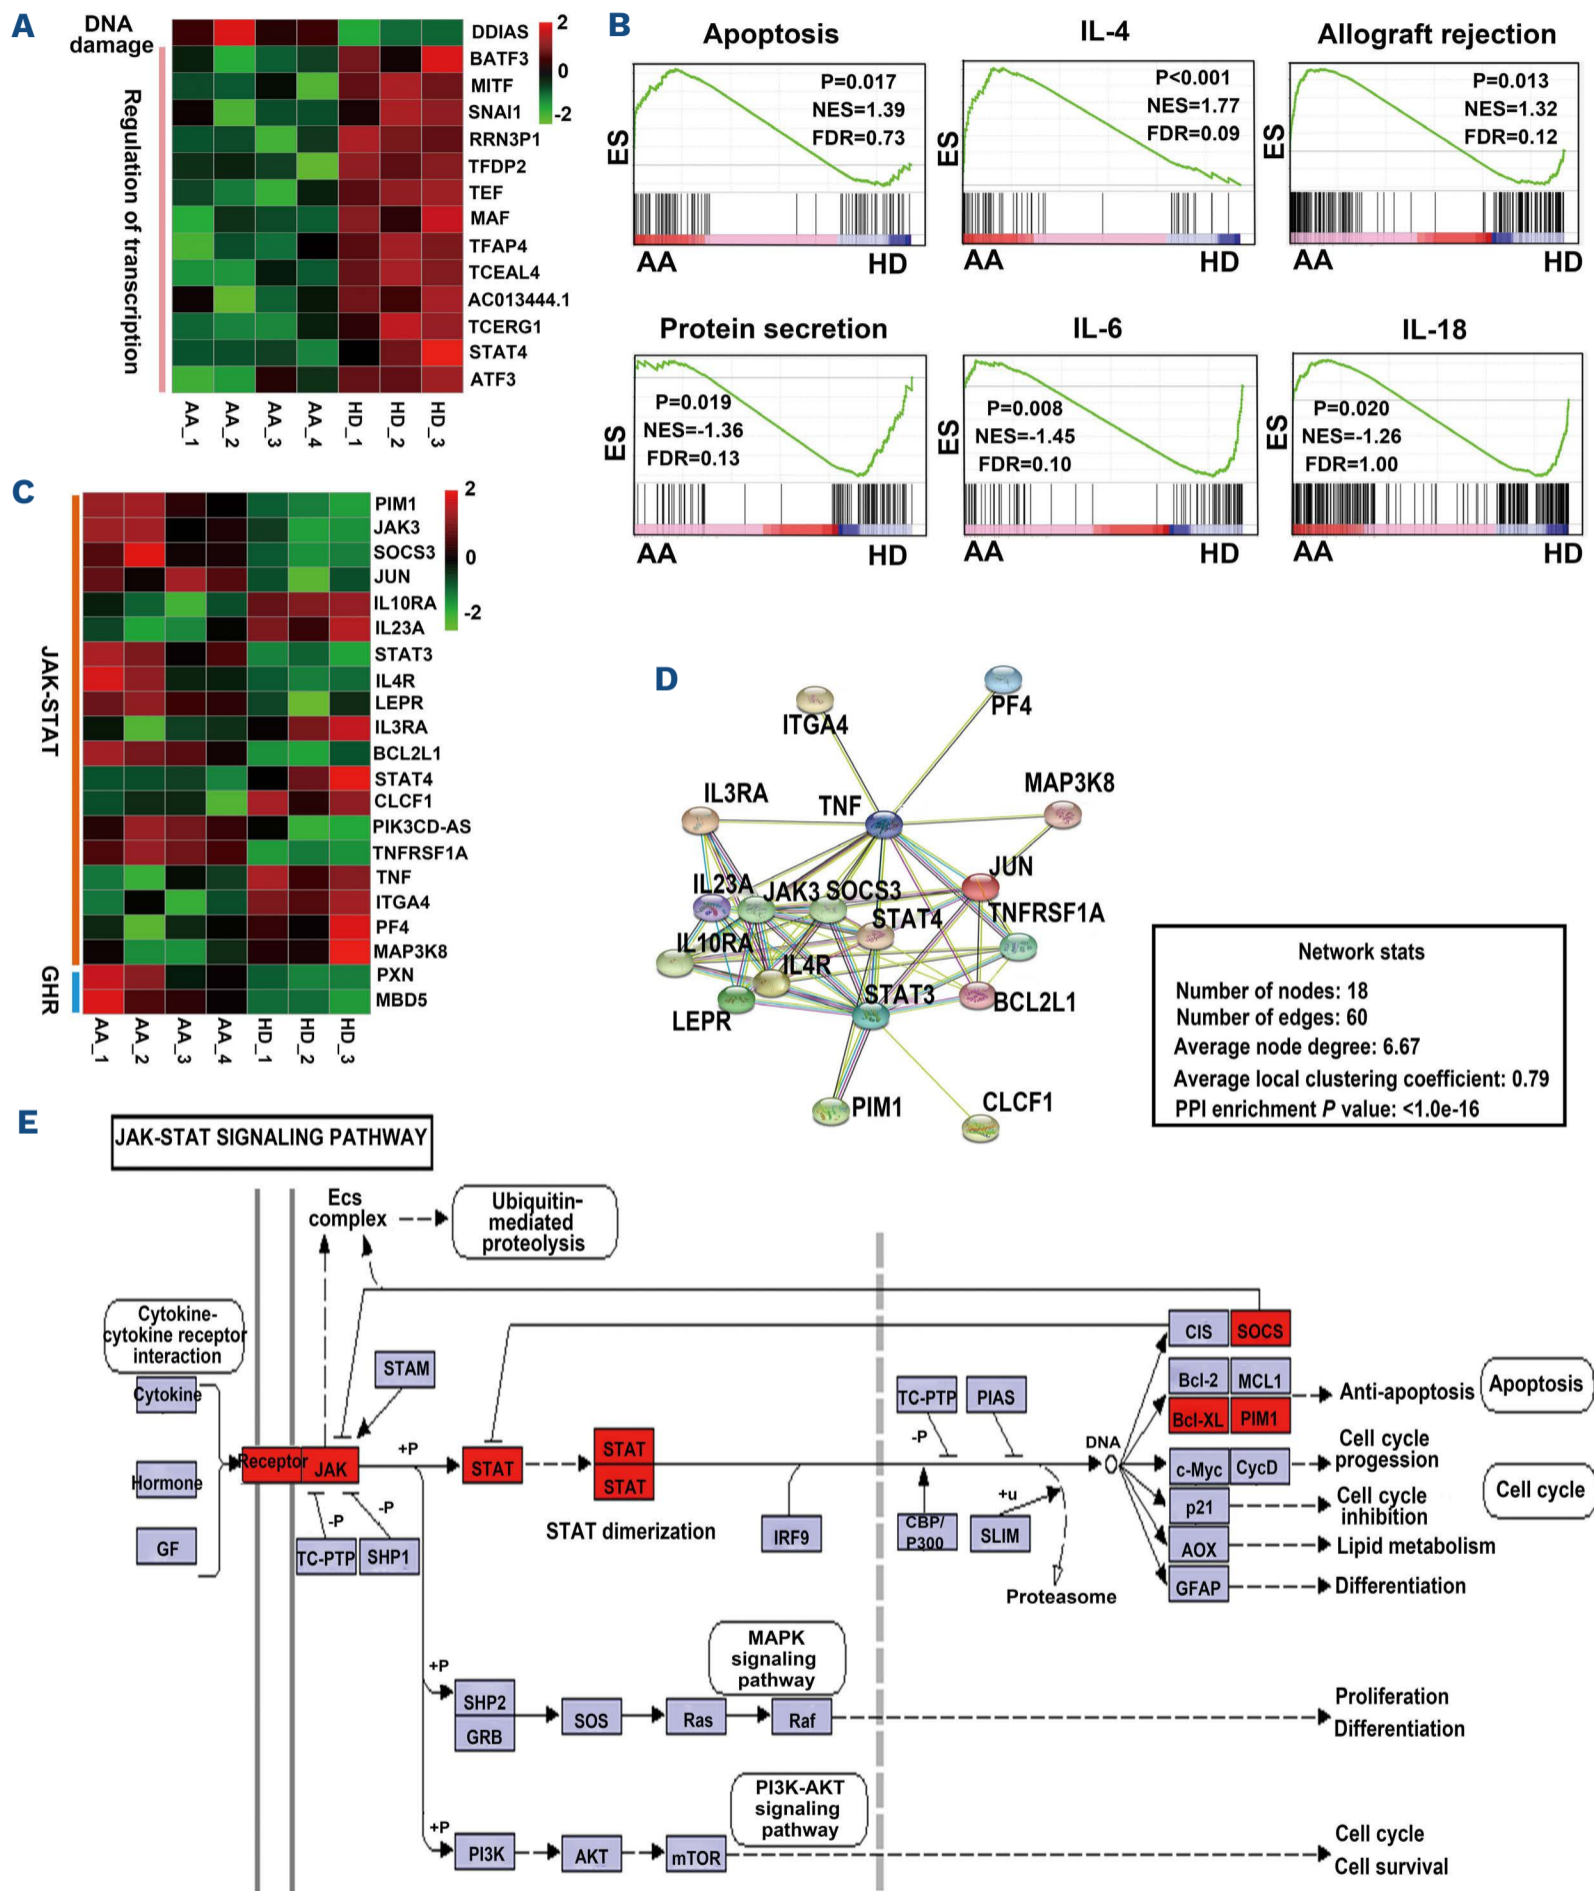 A
DNA
damage
Regulation of transcription
DDIAS
BATF3
MITF
SNAI1
RRN3P1
TFDP2
TEF
MAF
TFAP4
TCEAL4
AC013444.1
TCERG1
STAT4
ATF3
2
0
-2
AA_1
AA_2
AA_3
AA_4
HD_1
HD_2
HD_3
B
Apoptosis
P=0.017
NES=1.39
FDR=0.73
ES
AA
HD
IL-4
P<0.001
NES=1.77
FDR=0.09
ES
AA
HD
Allograft rejection
P=0.013
NES=1.32
FDR=0.12
ES
AA
HD
Protein secretion
P=0.019
NES=-1.36
FDR=0.13
ES
AA
HD
IL-6
P=0.008
NES=-1.45
FDR=0.10
ES
AA
HD
IL-18
P=0.020
NES=-1.26
FDR=1.00
ES
AA
HD
C
JAK-STAT
GHR
PIM1
JAK3
SOCS3
JUN
IL10RA
IL23A
STAT3
IL4R
LEPR
IL3RA
BCL2L1
STAT4
CLCF1
PIK3CD-AS
TNFRSF1A
TNF
ITGA4
PF4
MAP3K8
PXN
MBD5
2
0
-2
AA_1
AA_2
AA_3
AA_4
HD_1
HD_2
HD_3
D
ITGA4
PF4
IL3RA
TNF
MAP3K8
JUN
IL23A
JAK3
SOCS3
STAT4
TNFRSF1A
IL10RA
IL4R
STAT3
BCL2L1
LEPR
PIM1
CLCF1
Network stats
Number of nodes: 18
Number of edges: 60
Average node degree: 6.67
Average local clustering coefficient: 0.79
PPI enrichment P value: <1.0e-16
E
JAK-STAT SIGNALING PATHWAY
Ecs
complex
Ubiquitin-
mediated
proteolysis
Cytokine-
cytokine receptor
interaction
Cytokine
Hormone
GF
STAM
Receptor
JAK
+P
-P
-P
TC-PTP
SHP1
STAT
STAT
STAT
STAT dimerization
IRF9
TC-PTP
PIAS
-P
CBP/
P300
+u
SLIM
Proteasome
DNA
CIS
SOCS
Bcl-2
MCL1
Bcl-XL
PIM1
c-Myc
CycD
p21
AOX
GFAP
Anti-apoptosis
Apoptosis
Cell cycle
progession
Cell cycle
inhibition
Cell cycle
Lipid metabolism
Differentiation
+P
SHP2
GRB
SOS
Ras
Raf
MAPK
signaling
pathway
Proliferation
Differentiation
+P
PI3K
AKT
mTOR
PI3K-AKT
signaling
pathway
Cell cycle
Cell survival